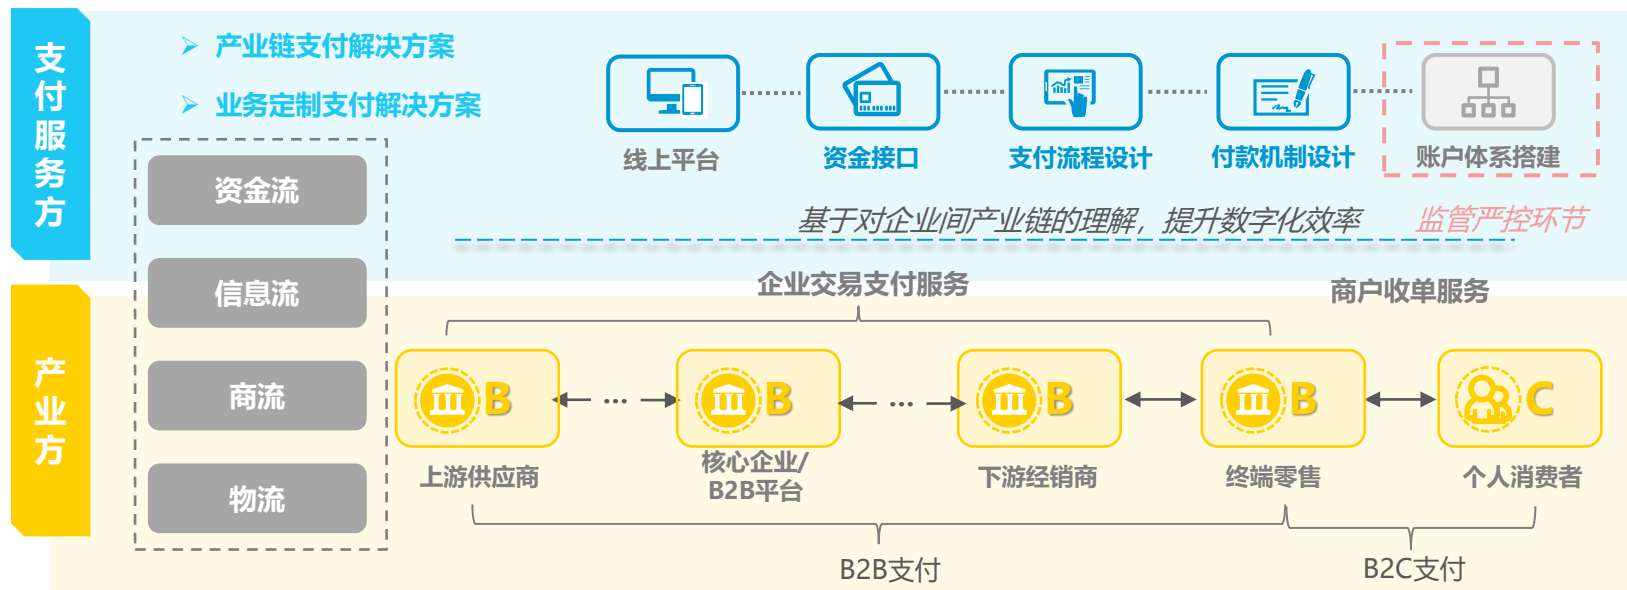 支付服务方
产业链支付解决方案
业务定制支付解决方案
线上平台
资金接口
支付流程设计
付款机制设计
账户体系搭建
基于对企业间产业链的理解，提升数字化效率
监管严控环节
资金流
信息流
商流
物流
产业方
企业交易支付服务
商户收单服务
B
...
B
...
B
B
C
上游供应商
核心企业/
B2B平台
下游经销商
终端零售
个人消费者
B2B支付
B2C支付